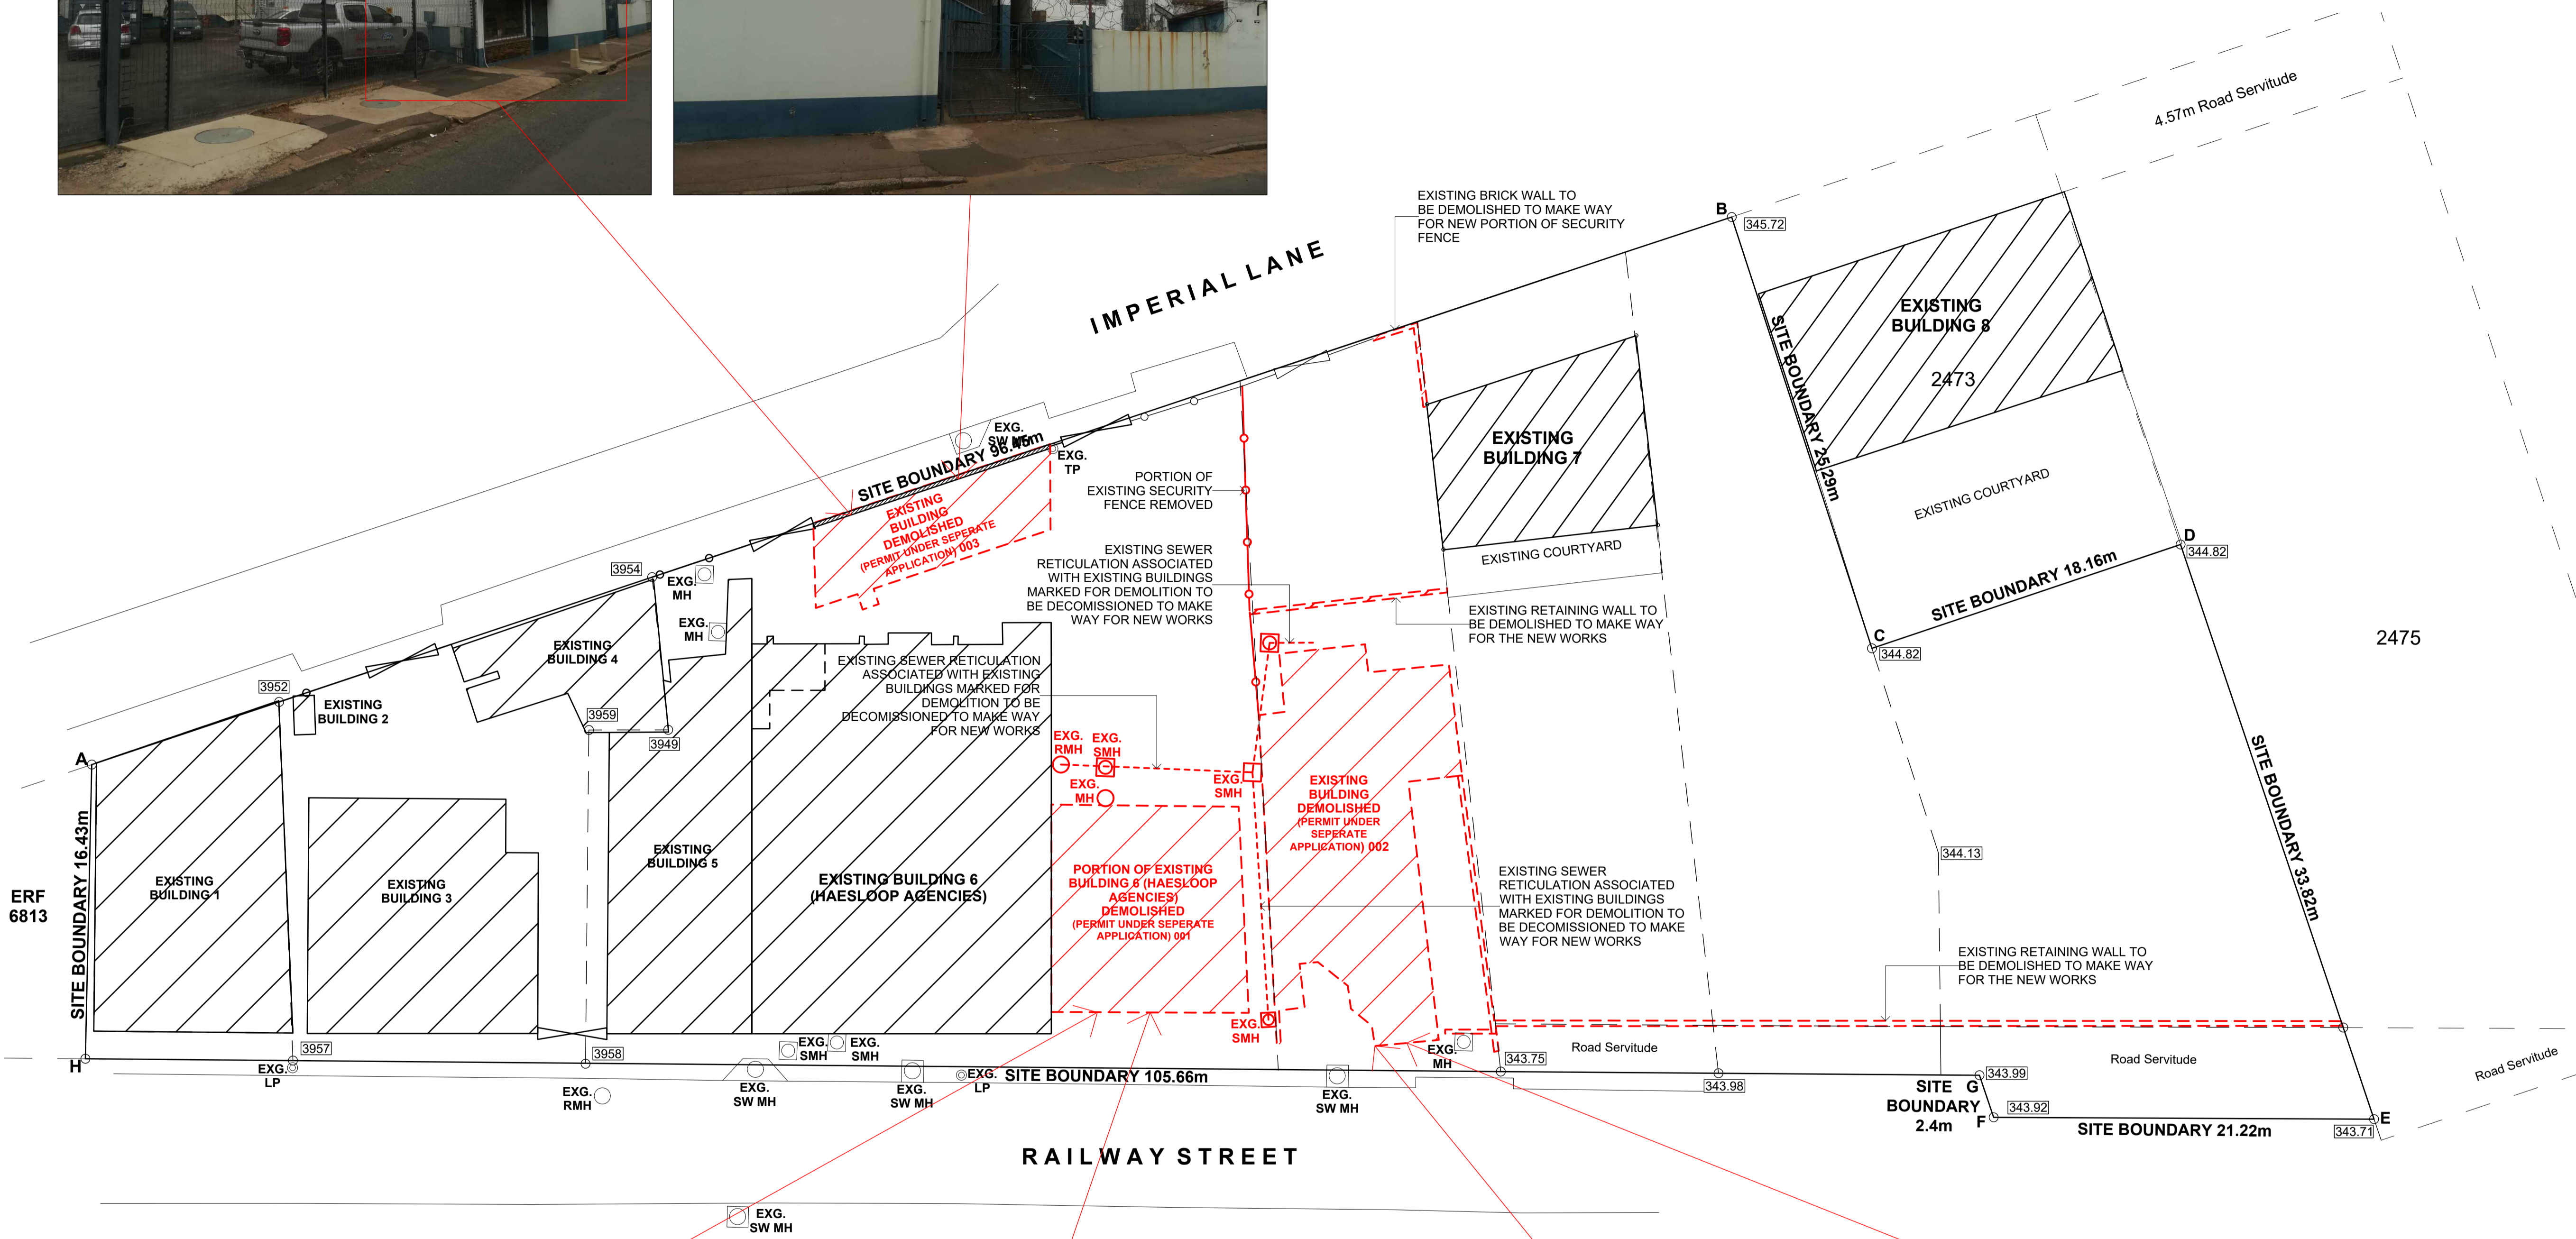 4.57m Road Servitude
EXISTING BRICK WALL TO
BE DEMOLISHED TO MAKE WAY
FOR NEW PORTION OF SECURITY
FENCE
B
345.72
IMPERIAL LANE
EXISTING
BUILDING 8
2473
SITE BOUNDARY 25.29m
EXISTING COURTYARD
EXISTING
BUILDING 7
EXISTING COURTYARD
EXG.
SW MH
SITE BOUNDARY 96.45m
EXG.
TP
PORTION OF
EXISTING SECURITY
FENCE REMOVED
EXISTING
BUILDING
DEMOLISHED
(PERMIT UNDER SEPERATE
APPLICATION) 003
EXISTING SEWER
RETICULATION ASSOCIATED
WITH EXISTING BUILDINGS
MARKED FOR DEMOLITION TO
BE DECOMISSIONED TO MAKE
WAY FOR NEW WORKS
D
344.82
SITE BOUNDARY 18.16m
C
344.82
2475
3954
EXG.
MH
EXG.
MH
EXISTING
BUILDING 4
EXISTING RETAINING WALL TO
BE DEMOLISHED TO MAKE WAY
FOR THE NEW WORKS
3952
EXISTING
BUILDING 2
3959
3949
EXISTING SEWER RETICULATION
ASSOCIATED WITH EXISTING
BUILDINGS MARKED FOR
DEMOLITION TO BE
DECOMISSIONED TO MAKE WAY
FOR NEW WORKS
EXG.
RMH
EXG.
SMH
EXG.
MH
EXG.
SMH
A
SITE BOUNDARY 16.43m
ERF
6813
EXISTING
BUILDING 1
EXISTING
BUILDING 3
EXISTING
BUILDING 5
EXISTING BUILDING 6
(HAESLOOP AGENCIES)
PORTION OF EXISTING
BUILDING 6 (HAESLOOP
AGENCIES)
DEMOLISHED
(PERMIT UNDER SEPERATE
APPLICATION) 001
EXISTING
BUILDING
DEMOLISHED
(PERMIT UNDER
SEPERATE
APPLICATION) 002
EXISTING SEWER
RETICULATION ASSOCIATED
WITH EXISTING BUILDINGS
MARKED FOR DEMOLITION TO
BE DECOMISSIONED TO MAKE
WAY FOR NEW WORKS
344.13
SITE BOUNDARY 33.82m
EXISTING RETAINING WALL TO
BE DEMOLISHED TO MAKE WAY
FOR THE NEW WORKS
EXG.
SMH
H
3957
EXG.
LP
3958
EXG.
RMH
EXG.
SMH
EXG.
SMH
EXG.
SW MH
EXG.
SW MH
EXG.
LP
SITE BOUNDARY 105.66m
EXG.
SW MH
EXG.
MH
343.75
Road Servitude
343.98
SITE
BOUNDARY
2.4m
G
343.99
F
343.92
Road Servitude
SITE BOUNDARY 21.22m
E
343.71
Road Servitude
RAILWAY STREET
EXG.
SW MH